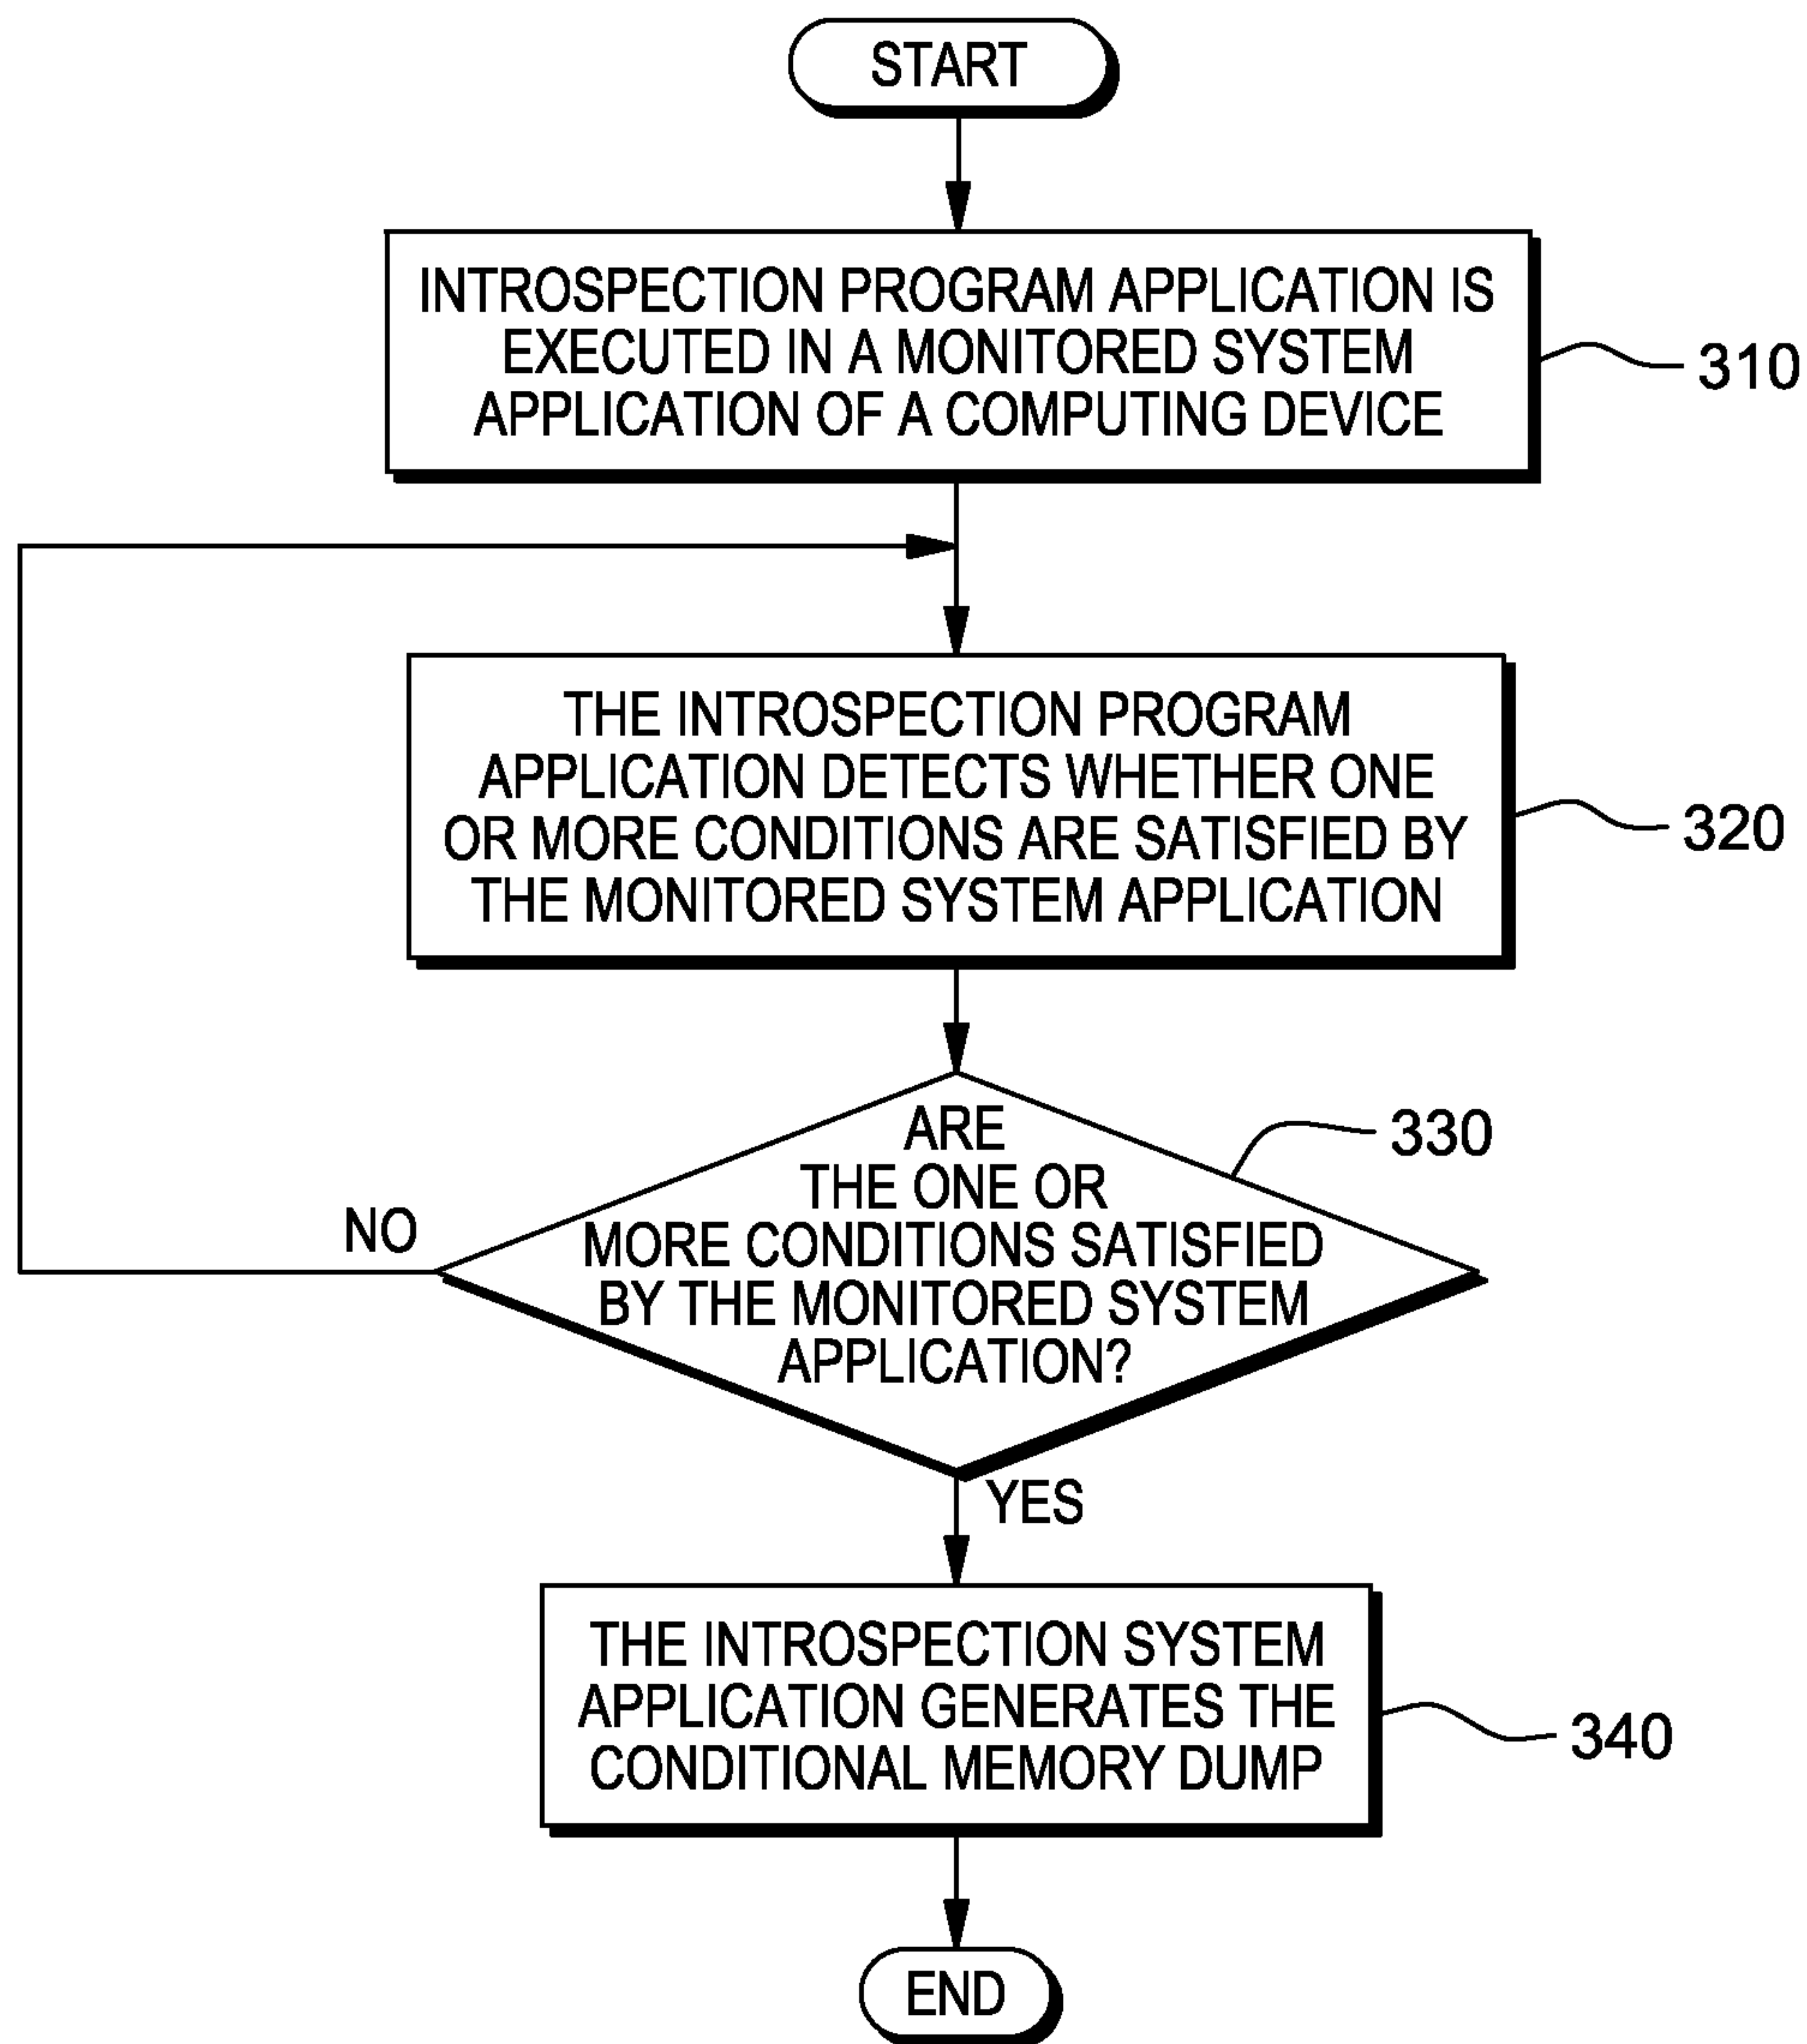 START
INTROSPECTION PROGRAM APPLICATION IS
EXECUTED IN A MONITORED SYSTEM
APPLICATION OF A COMPUTING DEVICE
310
THE INTROSPECTION PROGRAM
APPLICATION DETECTS WHETHER ONE
OR MORE CONDITIONS ARE SATISFIED BY
THE MONITORED SYSTEM APPLICATION
320
ARE
THE ONE OR
MORE CONDITIONS SATISFIED
BY THE MONITORED SYSTEM
APPLICATION?
330
NO
YES
THE INTROSPECTION SYSTEM
APPLICATION GENERATES THE
CONDITIONAL MEMORY DUMP
340
END